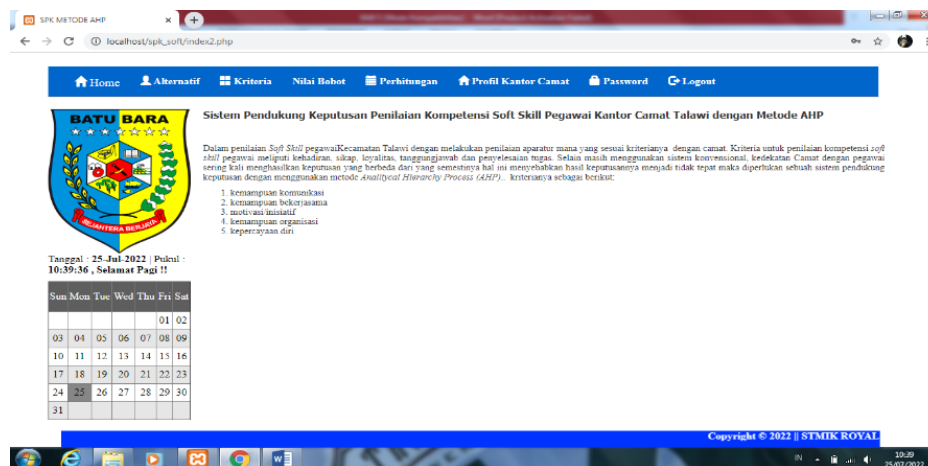 SPK METODE AHP
localhost/spk_soft/index2.php
Home Alternatif Kriteria Nilai Bobot Perhitungan Profil Kantor Camat Password Logout
BATU BARA
SEJAHTERA BERJAYA
Sistem Pendukung Keputusan Penilaian Kompetensi Soft Skill Pegawai Kantor Camat Talawi dengan Metode AHP
Dalam penilaian Soft Skill pegawaiKecamatan Talawi dengan melakukan penilaian aparatur mana yang sesuai kriterianya dengan camat. Kriteria untuk penilaian kompetensi soft
skill pegawai meliputi kehadiran, sikap, loyalitas, tanggungjawab dan penyelesaian tugas. Selain masih menggunakan sistem konvensional, kedekatan Camat dengan pegawai
sering kali menghasilkan keputusan yang berbeda dari yang semestinya hal ini menyebabkan hasil keputusannya menjadi tidak tepat maka diperlukan sebuah sistem pendukung
keputusan dengan menggunakan metode Analitycal Hierarchy Process (AHP). kriterianya sebagai berikut:
1. kemampuan komunikasi
2. kemampuan bekerjasama
3. motivasi/inisiatif
4. kemampuan organisasi
5. kepercayaan diri
Tanggal : 25-Jul-2022 | Pukul :
10:39:36 , Selamat Pagi !!
Sun Mon Tue Wed Thu Fri Sat
01 02
03 04 05 06 07 08 09
10 11 12 13 14 15 16
17 18 19 20 21 22 23
24 25 26 27 28 29 30
31
Copyright © 2022 || STMIK ROYAL
IN 10:39
25/07/2022